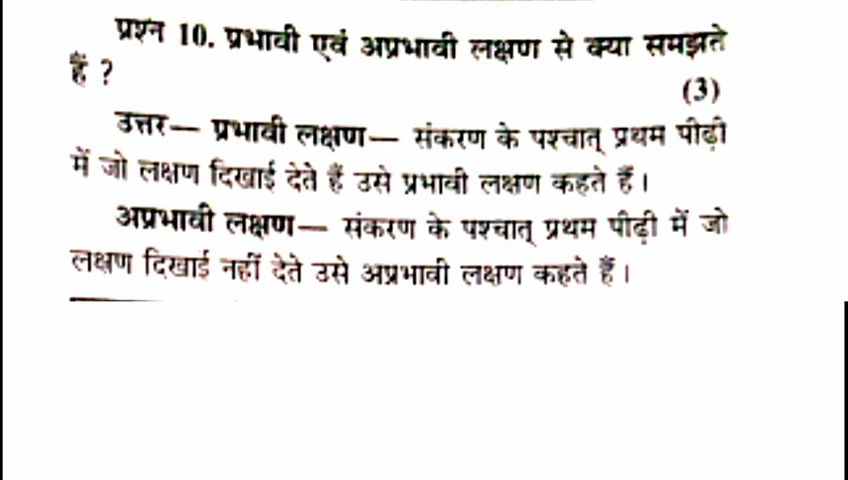 प्रश्न 10. प्रभावी एवं अप्रभावी लक्षण से क्या समझते
हैं ?
(3)
उत्तर— प्रभावी लक्षण— संकरण के पश्चात् प्रथम पीढ़ी
में जो लक्षण दिखाई देते हैं उसे प्रभावी लक्षण कहते हैं।
अप्रभावी लक्षण— संकरण के पश्चात् प्रथम पीढ़ी में जो
लक्षण दिखाई नहीं देते उसे अप्रभावी लक्षण कहते हैं।